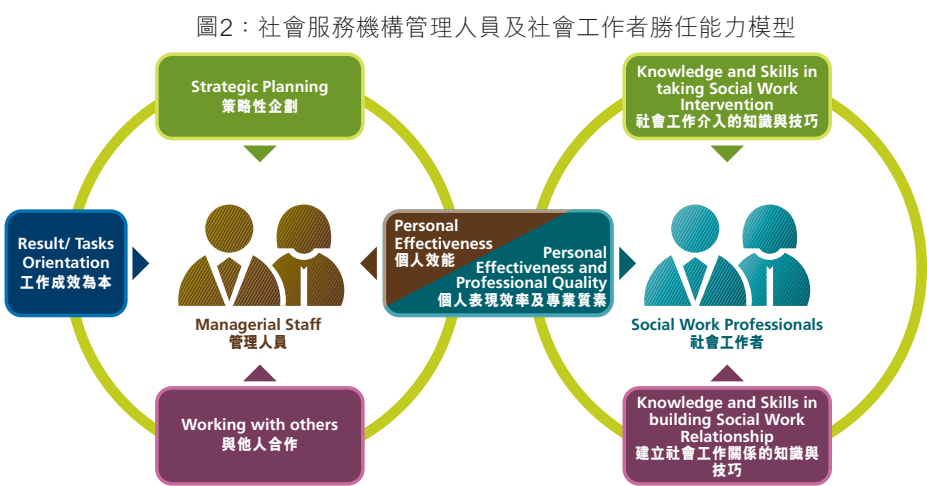 圖2：社會服務機構管理人員及社會工作者勝任能力模型
Strategic Planning
策略性企劃
Knowledge and Skills in
taking Social Work
Intervention
社會工作介入的知識與技巧
Result/ Tasks
Orientation
工作成效為本
Personal
Effectiveness
個人效能
Personal
Effectiveness and
Professional Quality
個人表現效率及專業質素
Managerial Staff
管理人員
Social Work Professionals
社會工作者
Working with others
與他人合作
Knowledge and Skills in
building Social Work
Relationship
建立社會工作關係的知識與
技巧